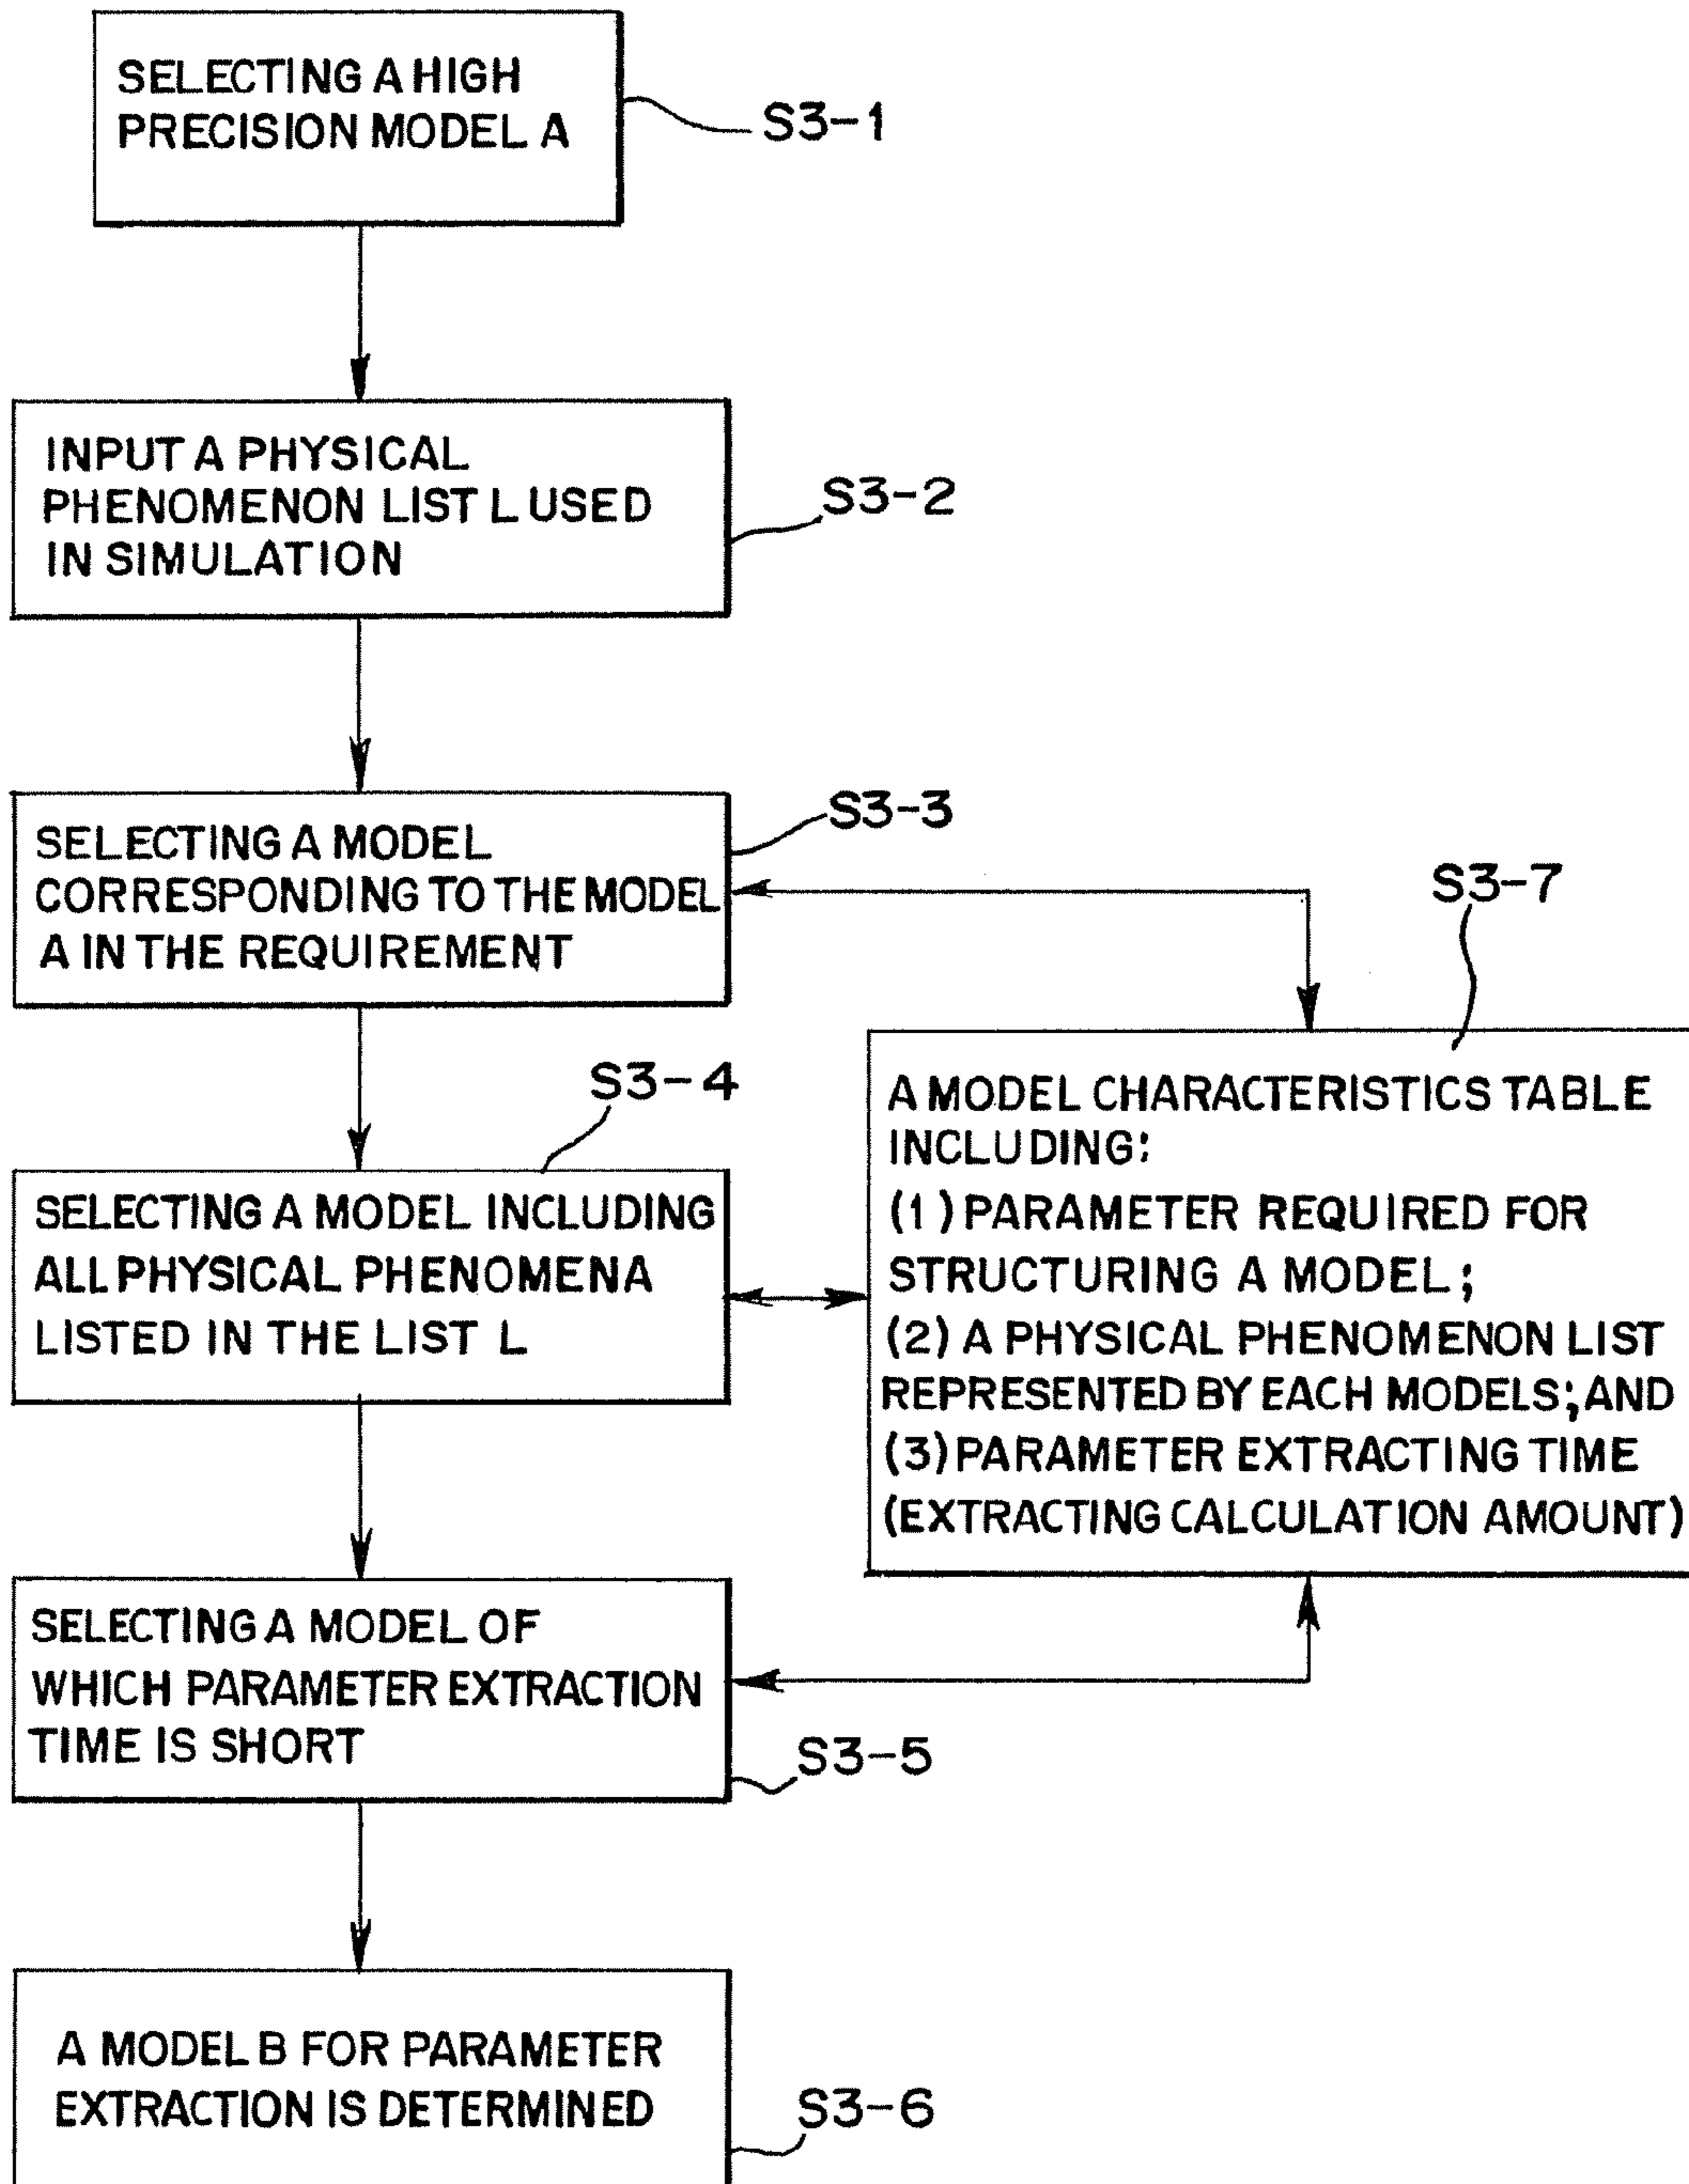 SELECTING A HIGH
PRECISION MODEL A
S3-1
INPUT A PHYSICAL
PHENOMENON LIST L USED
IN SIMULATION
S3-2
SELECTING A MODEL
CORRESPONDING TO THE MODEL
A IN THE REQUIREMENT
S3-3
S3-7
A MODEL CHARACTERISTICS TABLE
INCLUDING:
(1) PARAMETER REQUIRED FOR
STRUCTURING A MODEL;
(2) A PHYSICAL PHENOMENON LIST
REPRESENTED BY EACH MODELS; AND
(3) PARAMETER EXTRACTING TIME
(EXTRACTING CALCULATION AMOUNT)
S3-4
SELECTING A MODEL INCLUDING
ALL PHYSICAL PHENOMENA
LISTED IN THE LIST L
SELECTING A MODEL OF
WHICH PARAMETER EXTRACTION
TIME IS SHORT
S3-5
A MODEL B FOR PARAMETER
EXTRACTION IS DETERMINED
S3-6